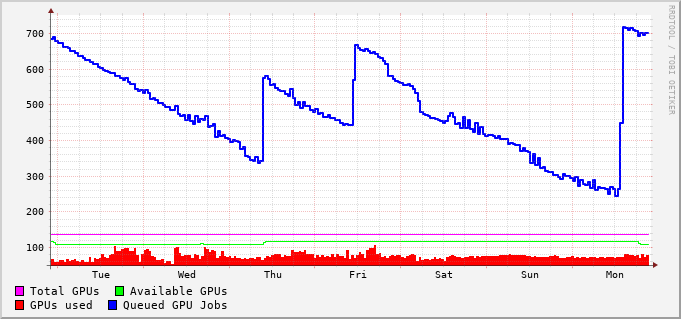 700
600
500
400
300
200
100
Tue Wed Thu Fri Sat Sun Mon
Total GPUs Available GPUs
GPUs used Queued GPU Jobs
RRDTOOL / TOBI OETIKER